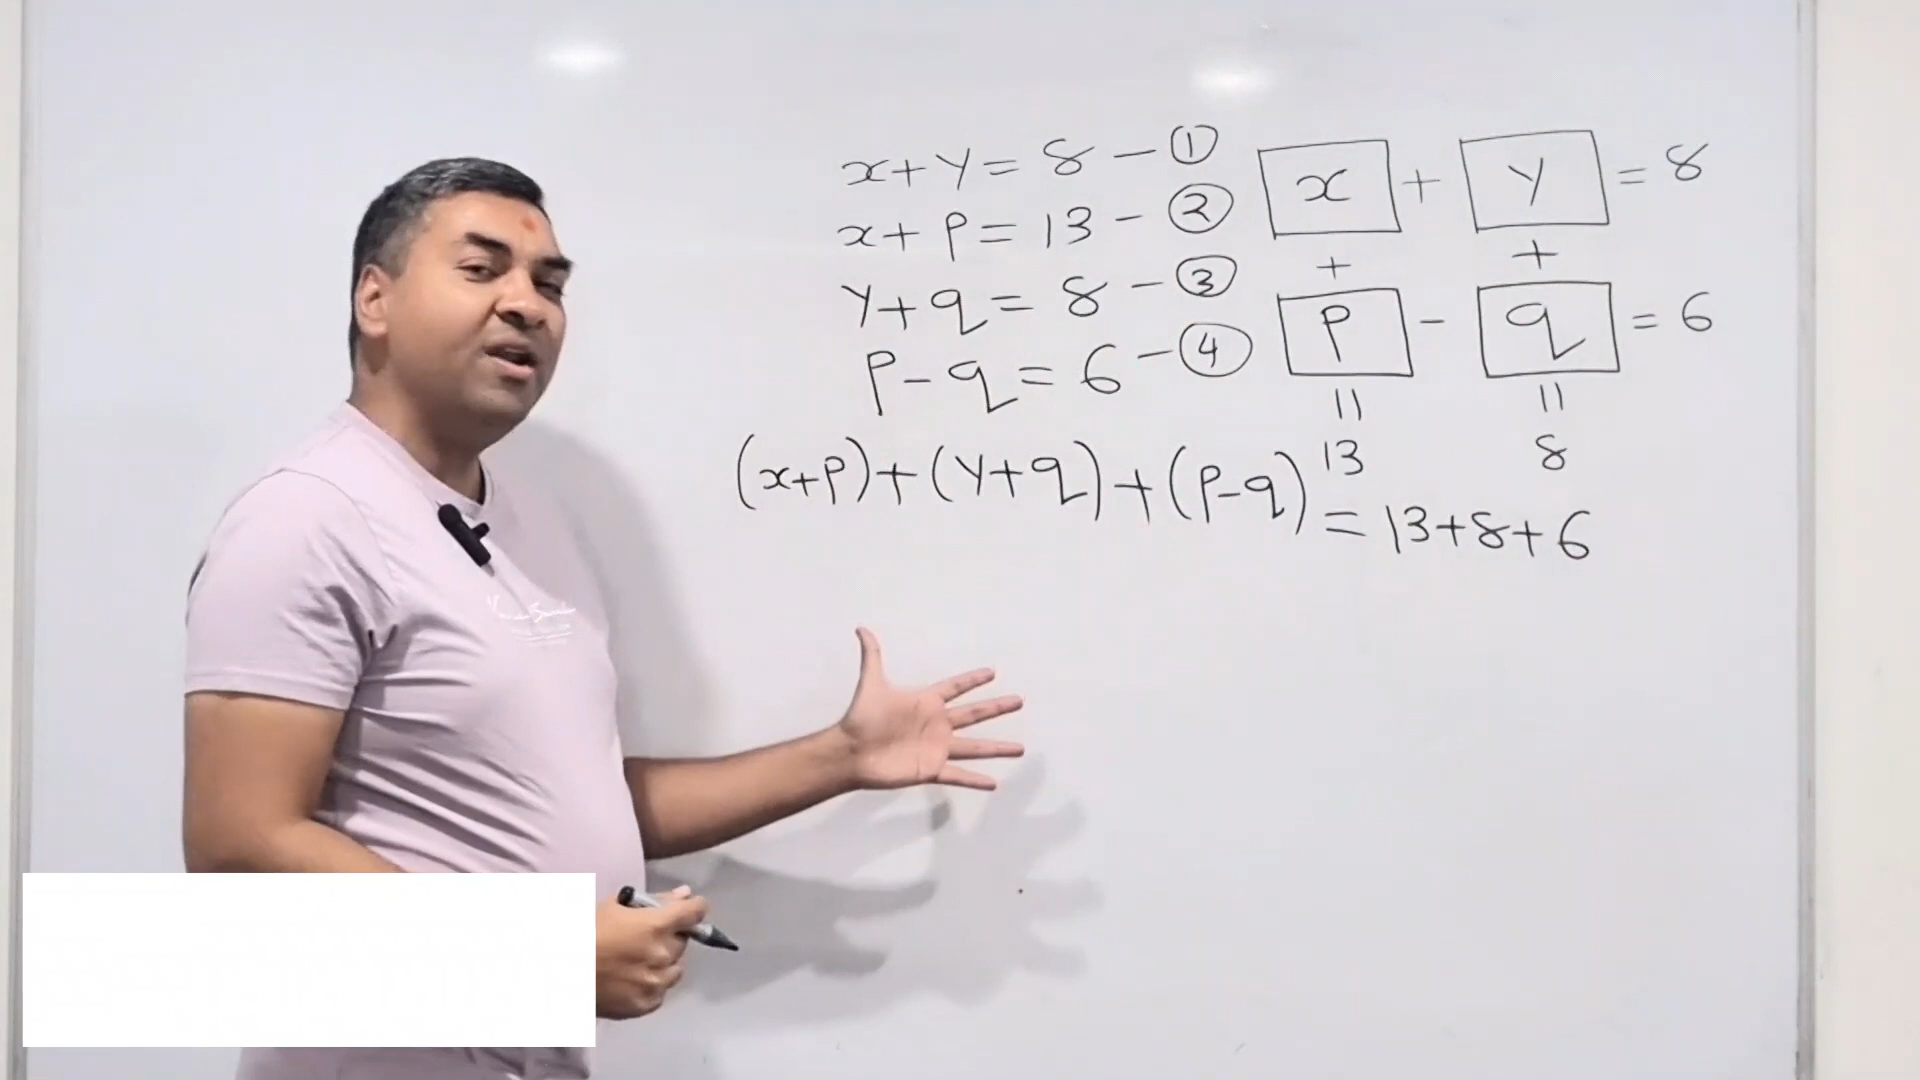 x+y=8-①
x+p=13-②
y+q=8-③
p-q=6-④
x + y = 8
+ +
p - q = 6
= =
13 8
(x+p)+(y+q)+(p-q)
=13+8+6